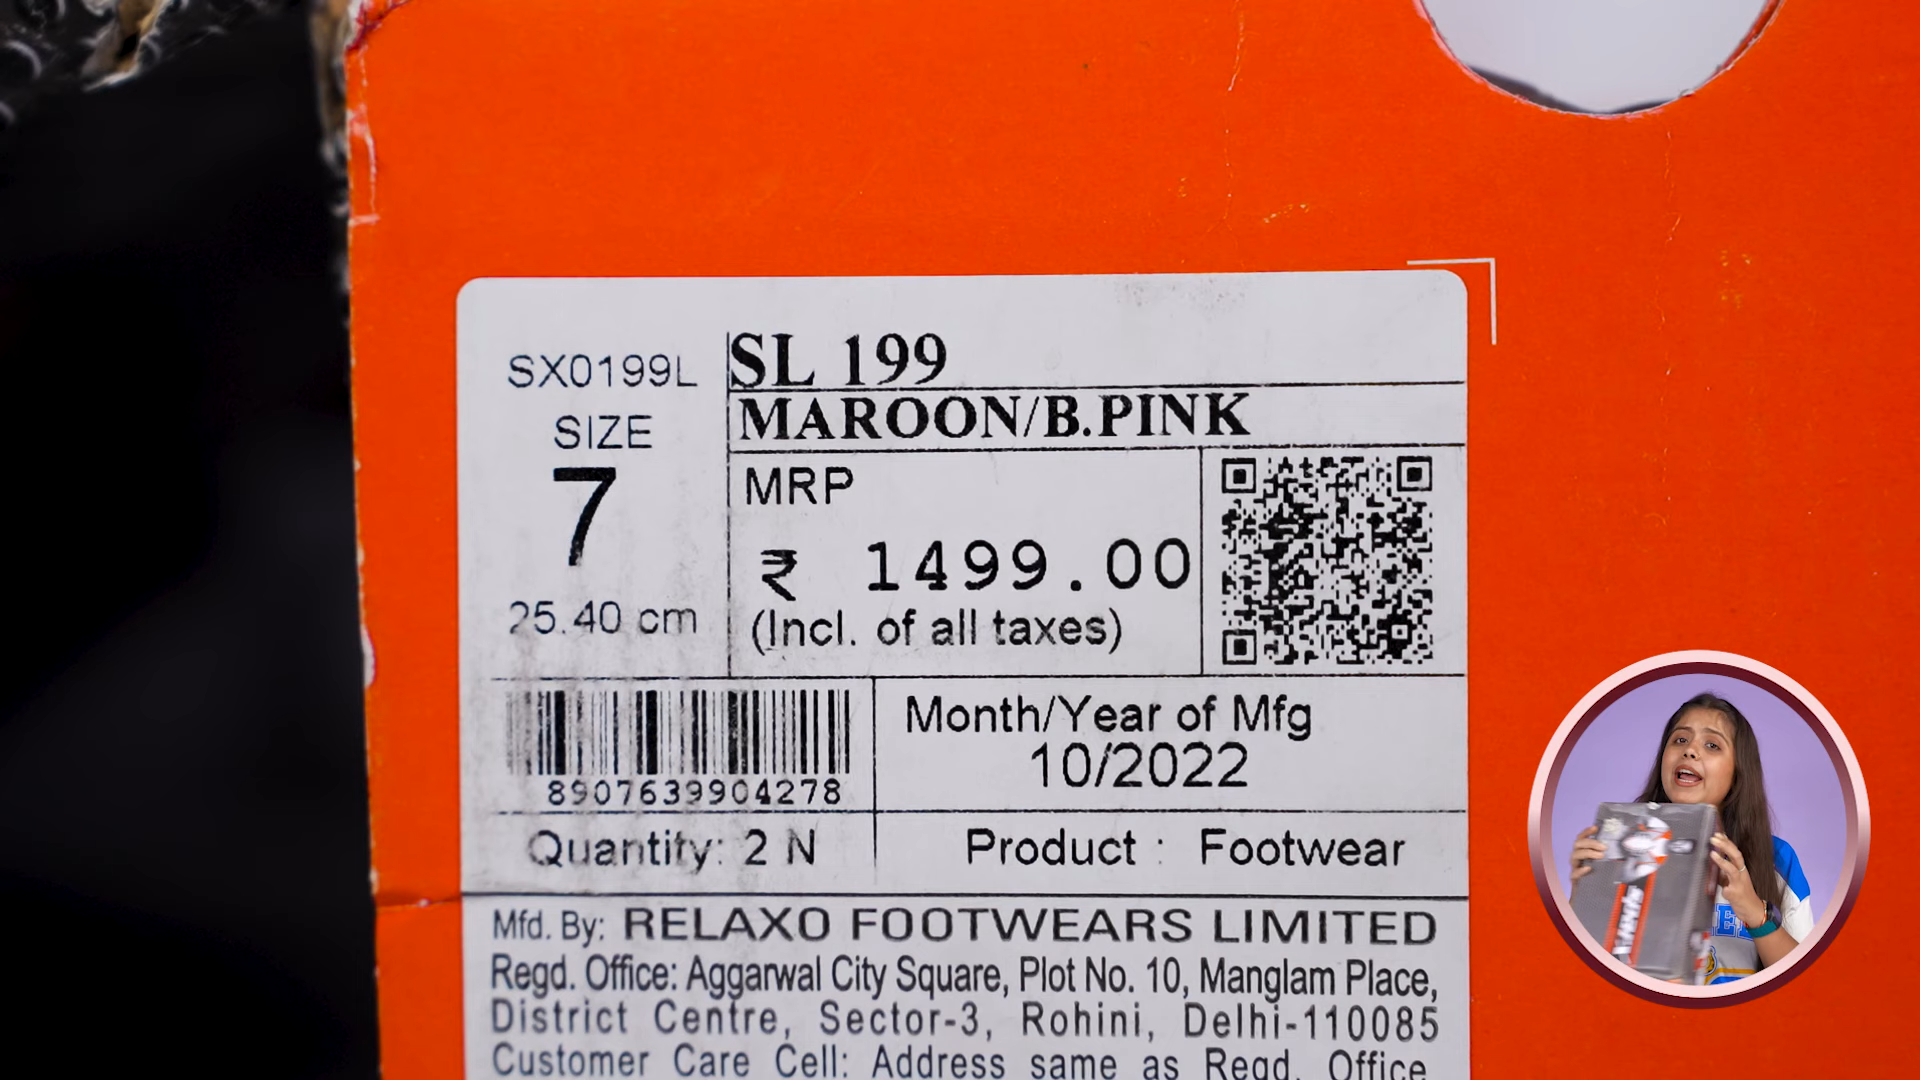 SX0199L
SL 199
MAROON/B.PINK
SIZE
7
25.40 cm
MRP
₹ 1499.00
(Incl. of all taxes)
8907639904278
Month/Year of Mfg
10/2022
Quantity: 2 N
Product : Footwear
Mfd. By: RELAXO FOOTWEARS LIMITED
Regd. Office: Aggarwal City Square, Plot No. 10, Manglam Place,
District Centre, Sector-3, Rohini, Delhi-110085
Customer Care Cell: Address same as Regd. Office